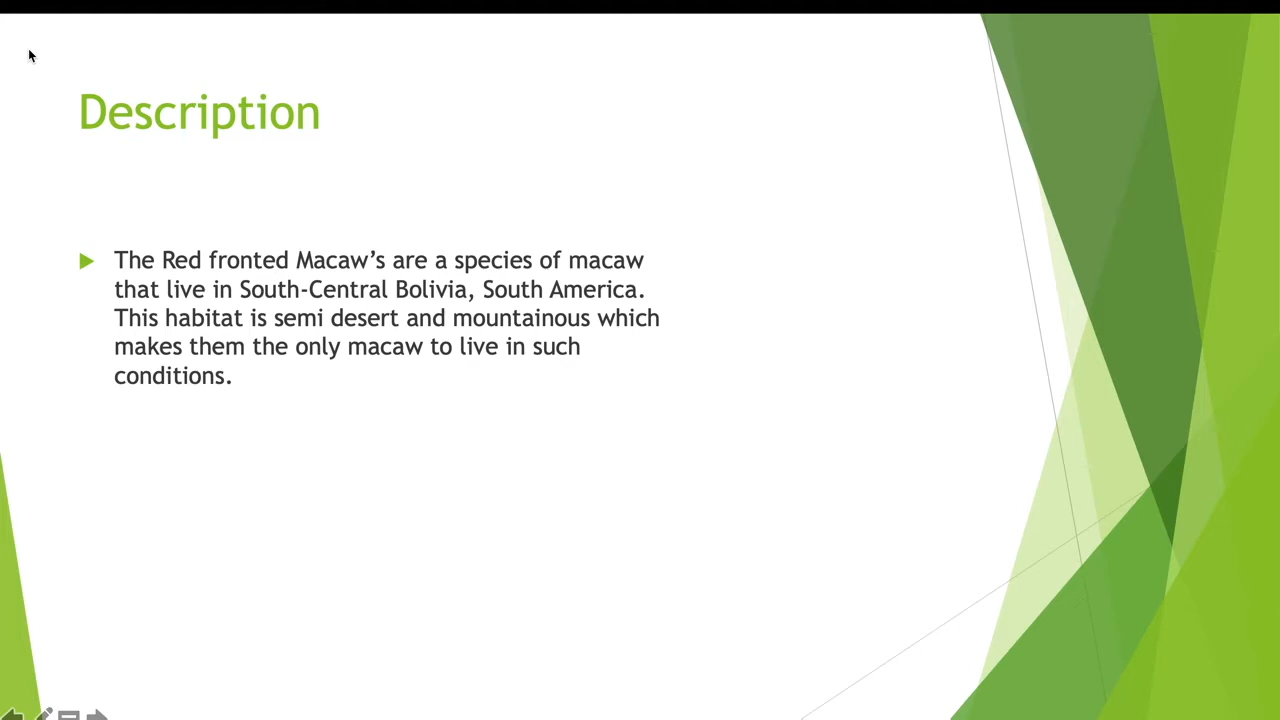 Description
The Red fronted Macaw’s are a species of macaw
that live in South-Central Bolivia, South America.
This habitat is semi desert and mountainous which
makes them the only macaw to live in such
conditions.